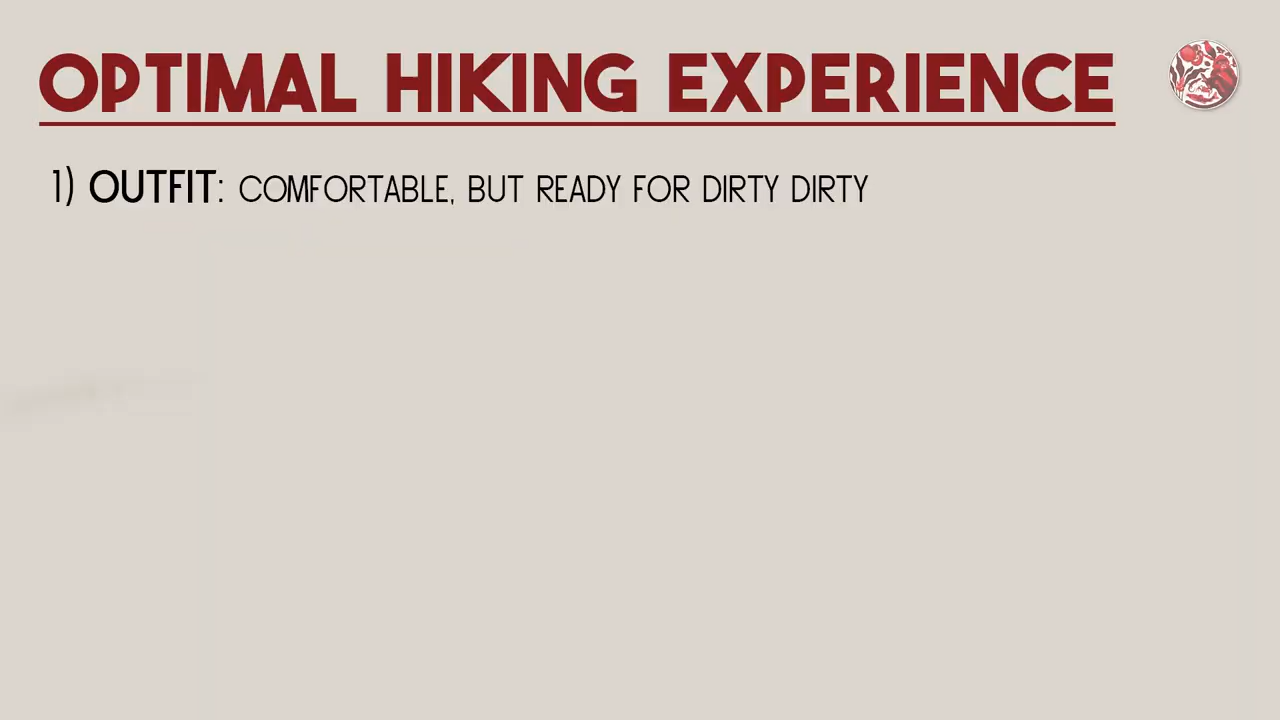 OPTIMAL HIKING EXPERIENCE
1) OUTFIT: COMFORTABLE, BUT READY FOR DIRTY DIRTY